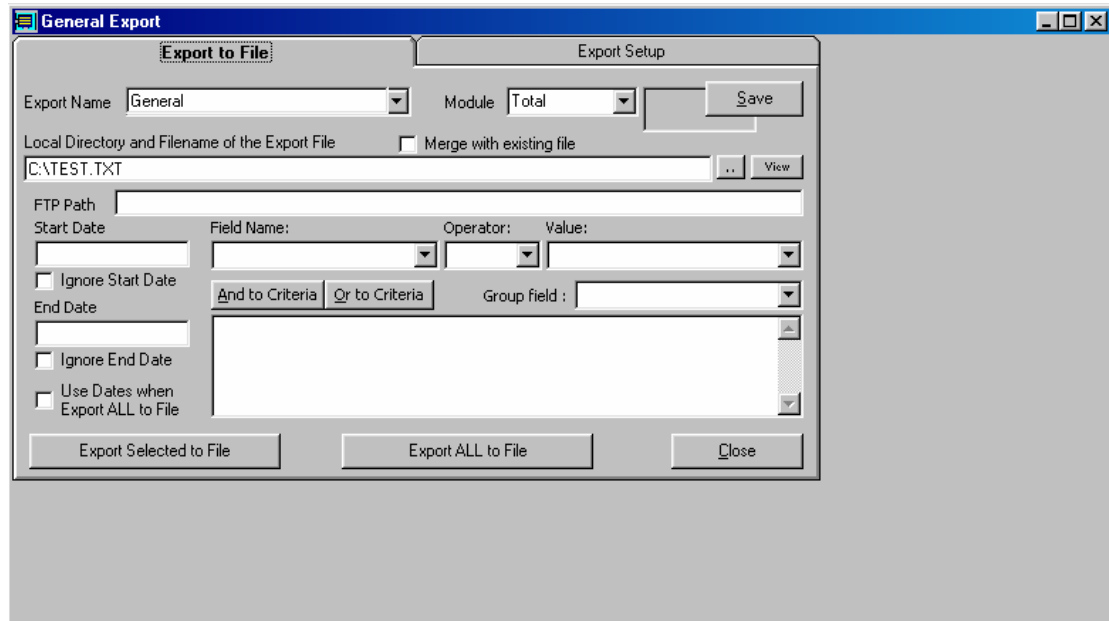 General Export
Export to File Export Setup
Export Name General Module Total Save
Local Directory and Filename of the Export File Merge with existing file
C:\TEST.TXT .. View
FTP Path
Start Date Field Name: Operator: Value:
Ignore Start Date
And to Criteria Or to Criteria Group field :
End Date
Ignore End Date
Use Dates when
Export ALL to File
Export Selected to File Export ALL to File Close